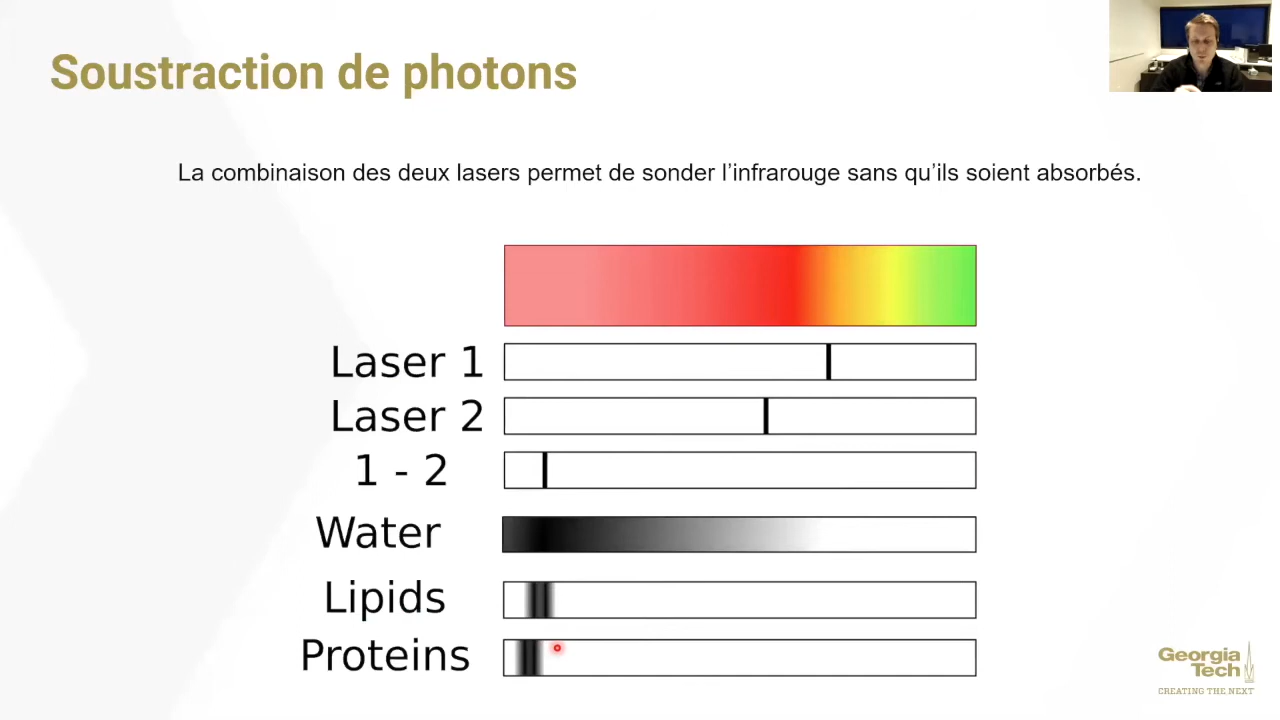 Soustraction de photons
La combinaison des deux lasers permet de sonder l’infrarouge sans qu’ils soient absorbés.
Laser 1
Laser 2
1 - 2
Water
Lipids
Proteins
Georgia
Tech
CREATING THE NEXT